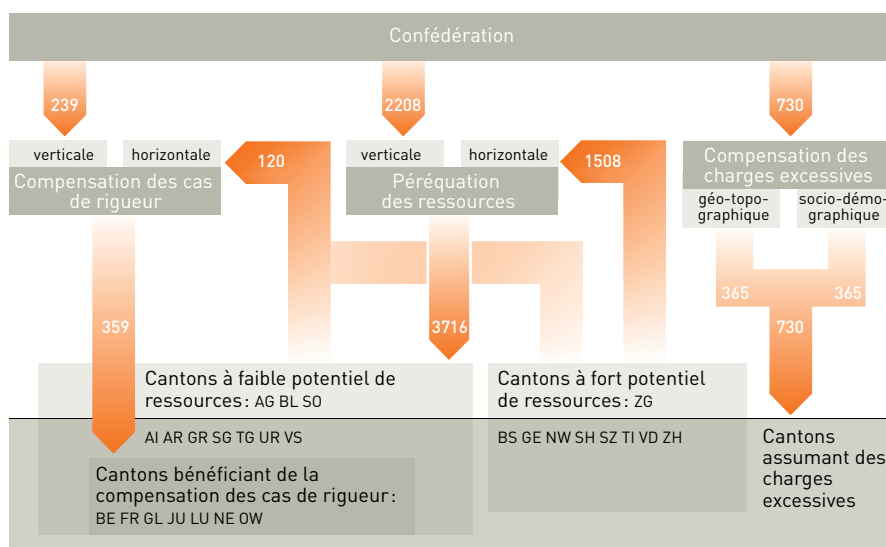 Confédération
239
2208
730
verticale
horizontale
120
verticale
horizontale
1508
Compensation des cas
de rigueur
Péréquation
des ressources
Compensation des
charges excessives
géo-topo-
graphique
socio-démo-
graphique
365
365
359
3716
730
Cantons à faible potentiel de
ressources: AG BL SO
AI AR GR SG TG UR VS
Cantons bénéficiant de la
compensation des cas de rigueur:
BE FR GL JU LU NE OW
Cantons à fort potentiel
de ressources: ZG
BS GE NW SH SZ TI VD ZH
Cantons
assumant des
charges
excessives